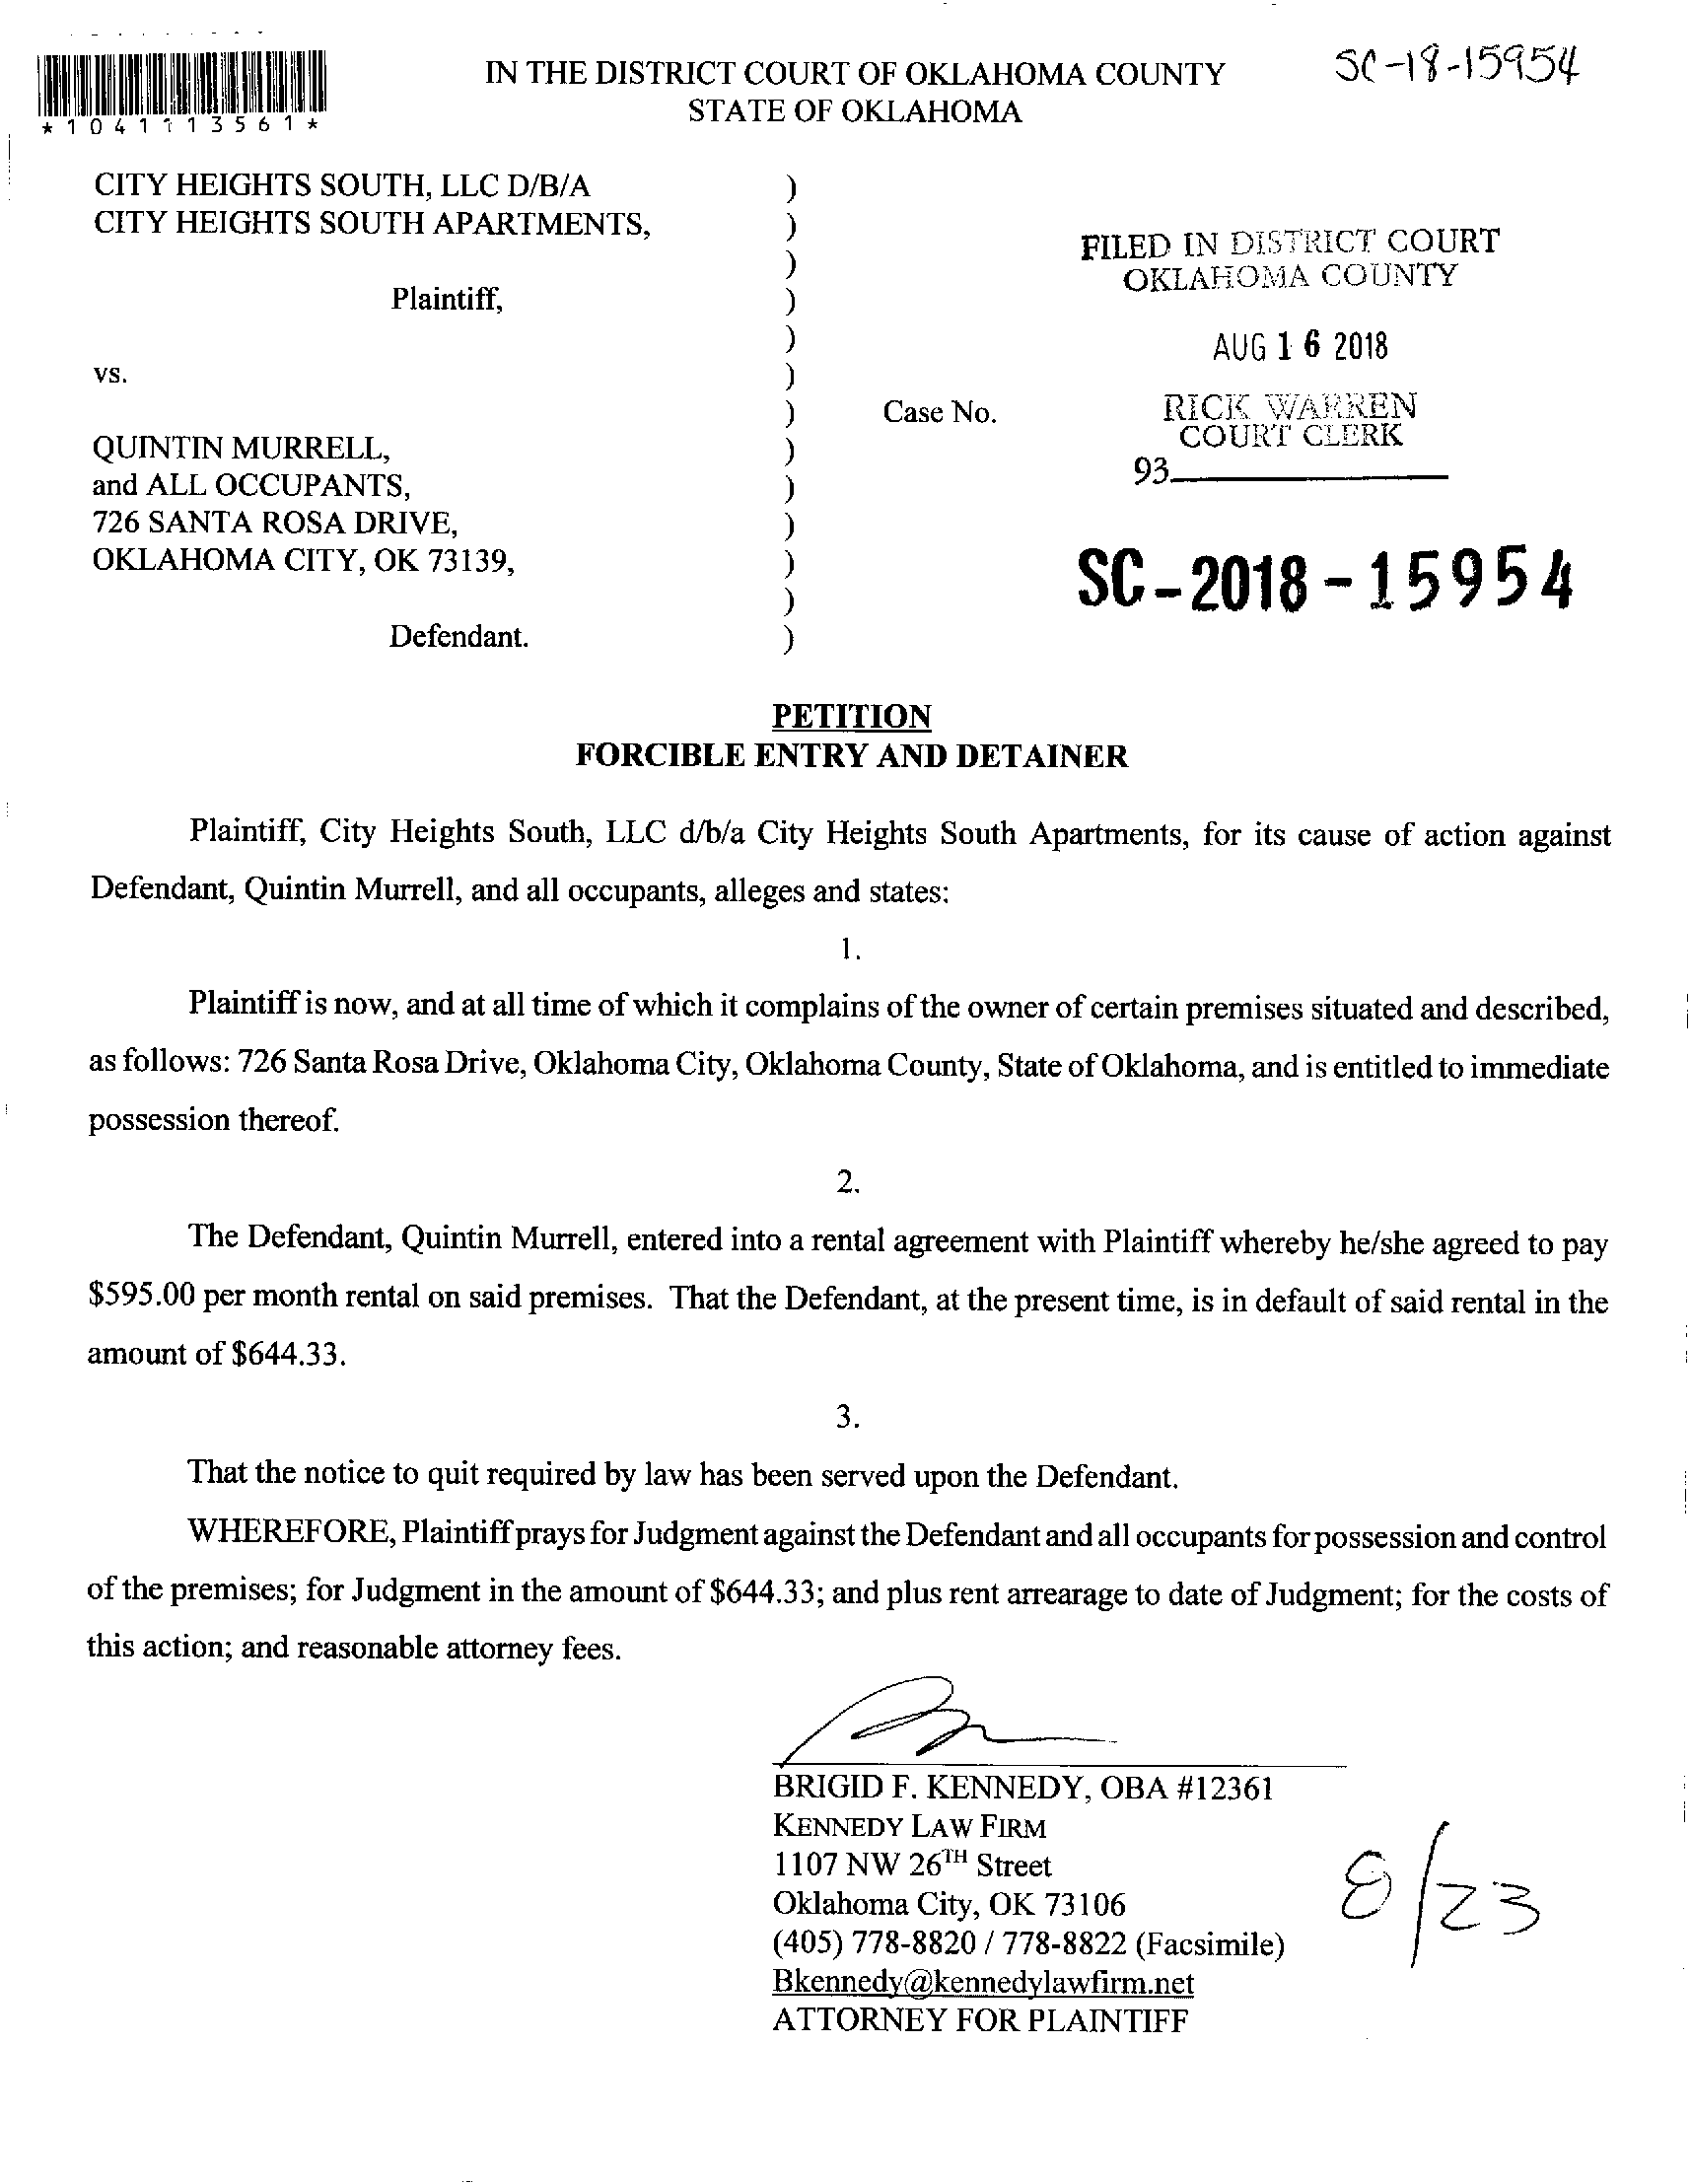 SC-18-15954
IN THE DISTRICT COURT OF OKLAHOMA COUNTY
STATE OF OKLAHOMA
*1041113561*
CITY HEIGHTS SOUTH, LLC D/B/A )
CITY HEIGHTS SOUTH APARTMENTS, )
)
Plaintiff, )
)
vs. )
)
QUINTIN MURRELL, )
and ALL OCCUPANTS, )
726 SANTA ROSA DRIVE, )
OKLAHOMA CITY, OK 73139, )
)
Defendant. )
FILED IN DISTRICT COURT
OKLAHOMA COUNTY
AUG 16 2018
Case No.
RICK WARREN
COURT CLERK
93
SC-2018-15954
PETITION
FORCIBLE ENTRY AND DETAINER
Plaintiff, City Heights South, LLC d/b/a City Heights South Apartments, for its cause of action against
Defendant, Quintin Murrell, and all occupants, alleges and states:
1.
Plaintiff is now, and at all time of which it complains of the owner of certain premises situated and described,
as follows: 726 Santa Rosa Drive, Oklahoma City, Oklahoma County, State of Oklahoma, and is entitled to immediate
possession thereof.
2.
The Defendant, Quintin Murrell, entered into a rental agreement with Plaintiff whereby he/she agreed to pay
$595.00 per month rental on said premises. That the Defendant, at the present time, is in default of said rental in the
amount of $644.33.
3.
That the notice to quit required by law has been served upon the Defendant.
WHEREFORE, Plaintiff prays for Judgment against the Defendant and all occupants for possession and control
of the premises; for Judgment in the amount of $644.33; and plus rent arrearage to date of Judgment; for the costs of
this action; and reasonable attorney fees.
BRIGID F. KENNEDY, OBA #12361
KENNEDY LAW FIRM
1107 NW 26TH Street
Oklahoma City, OK 73106
(405) 778-8820 / 778-8822 (Facsimile)
Bkennedy@kennedylawfirm.net
ATTORNEY FOR PLAINTIFF
8/23